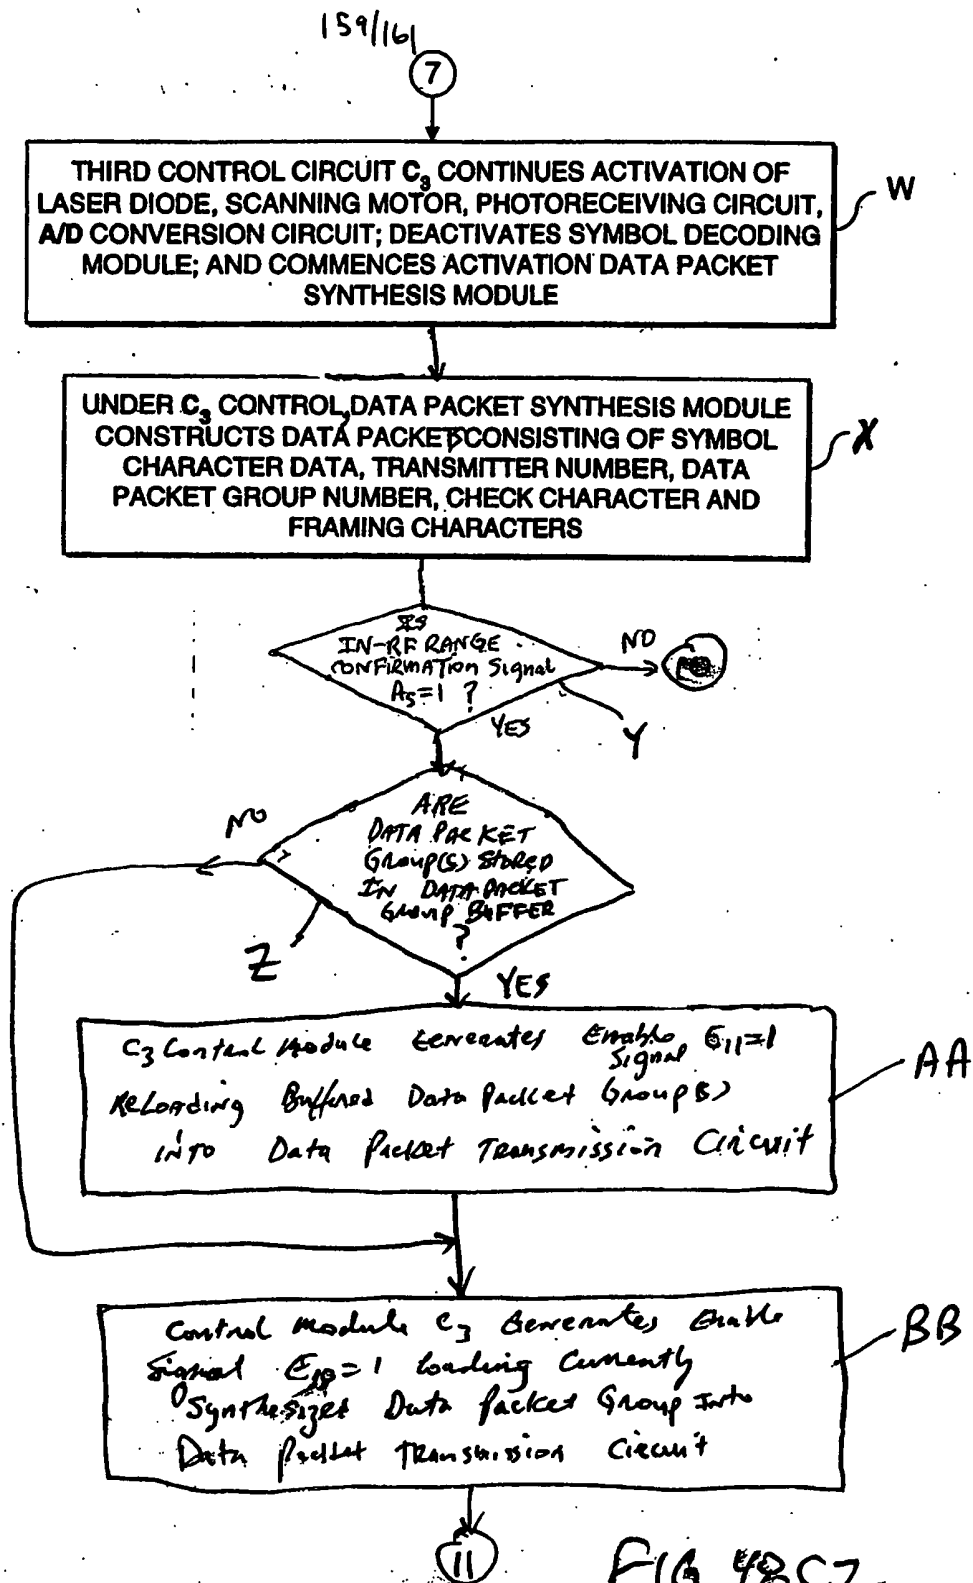 159/161
7
THIRD CONTROL CIRCUIT C3 CONTINUES ACTIVATION OF
LASER DIODE, SCANNING MOTOR, PHOTORECEIVING CIRCUIT,
A/D CONVERSION CIRCUIT; DEACTIVATES SYMBOL DECODING
MODULE; AND COMMENCES ACTIVATION DATA PACKET
SYNTHESIS MODULE
W
UNDER C3 CONTROL, DATA PACKET SYNTHESIS MODULE
CONSTRUCTS DATA PACKETS CONSISTING OF SYMBOL
CHARACTER DATA, TRANSMITTER NUMBER, DATA
PACKET GROUP NUMBER, CHECK CHARACTER AND
FRAMING CHARACTERS
X
IS
IN-RF RANGE
CONFIRMATION Signal
A5=1 ?
NO
YES
Y
ARE
DATA PACKET
Group(s) STORED
IN DATA PACKET
GROUP BUFFER
?
NO
Z
YES
C3 Control Module Generates Enable Signal E11=1
ReLoading Buffered Data Packet Group(s)
INTO Data Packet Transmission Circuit
AA
Control Module C3 Generates Enable
Signal =1 loading Currently
Synthesized Data Packet Group Into
Data Packet Transmission Circuit
BB
11
FIG. 48C7